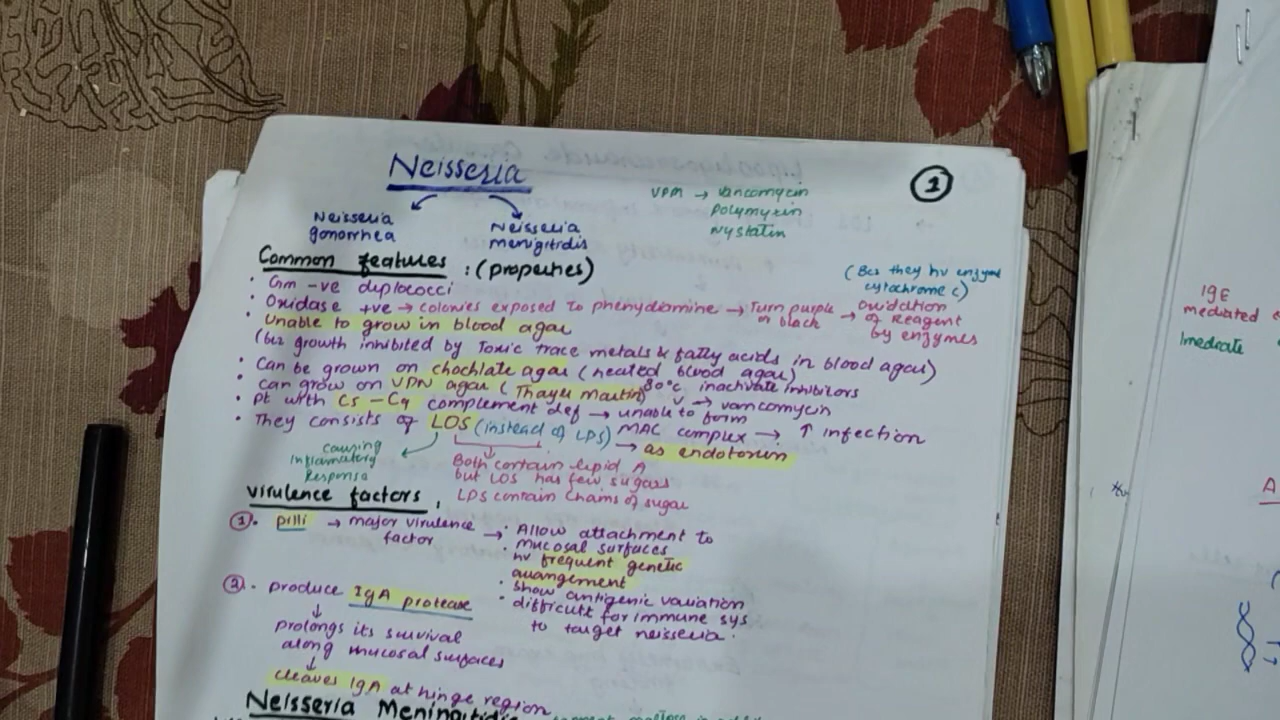 Neisseria
1
Neisseria gonorrhea
Neisseria menigitidis
VPM → Vancomycin
Polymyxin
Nystatin
Common features : (properties)
(Bcs they hv enzyme cytochrome c)
· Gm -ve diplococci
· Oxidase +ve → colonies exposed to phenydiamine → Turn purple or black → oxidation of Reagent by enzymes
· Unable to grow in blood agar
(bcz growth inhibited by Toxic trace metals & fatty acids in blood agar)
· Can be grown on choclate agar (heated blood agar)
80°c inactivate inhibitors
· can grow on VPN agar (Thayer martin) V → vancomycin
· Pt with C5 - C9 complement def → unable to form MAC complex → ↑ infection
· They consists of LOS (instead of LPS) → as endotoxin
causing Inflammatory Response
Both contain lipid A
but LOS has few sugars
LPS contain chains of sugar
Virulence factors,
1. pilli → major virulence factor → · Allow attachment to mucosal surfaces
· hv frequent genetic arrangement
· Show antigenic variation
· difficult for immune sys to target neisseria.
2. produce IgA protease
↓
prolongs its survival
along mucosal surfaces
↓
cleaves IgA at hinge region
Neisseria Meningitidis
IgE
mediated
Imediate
A